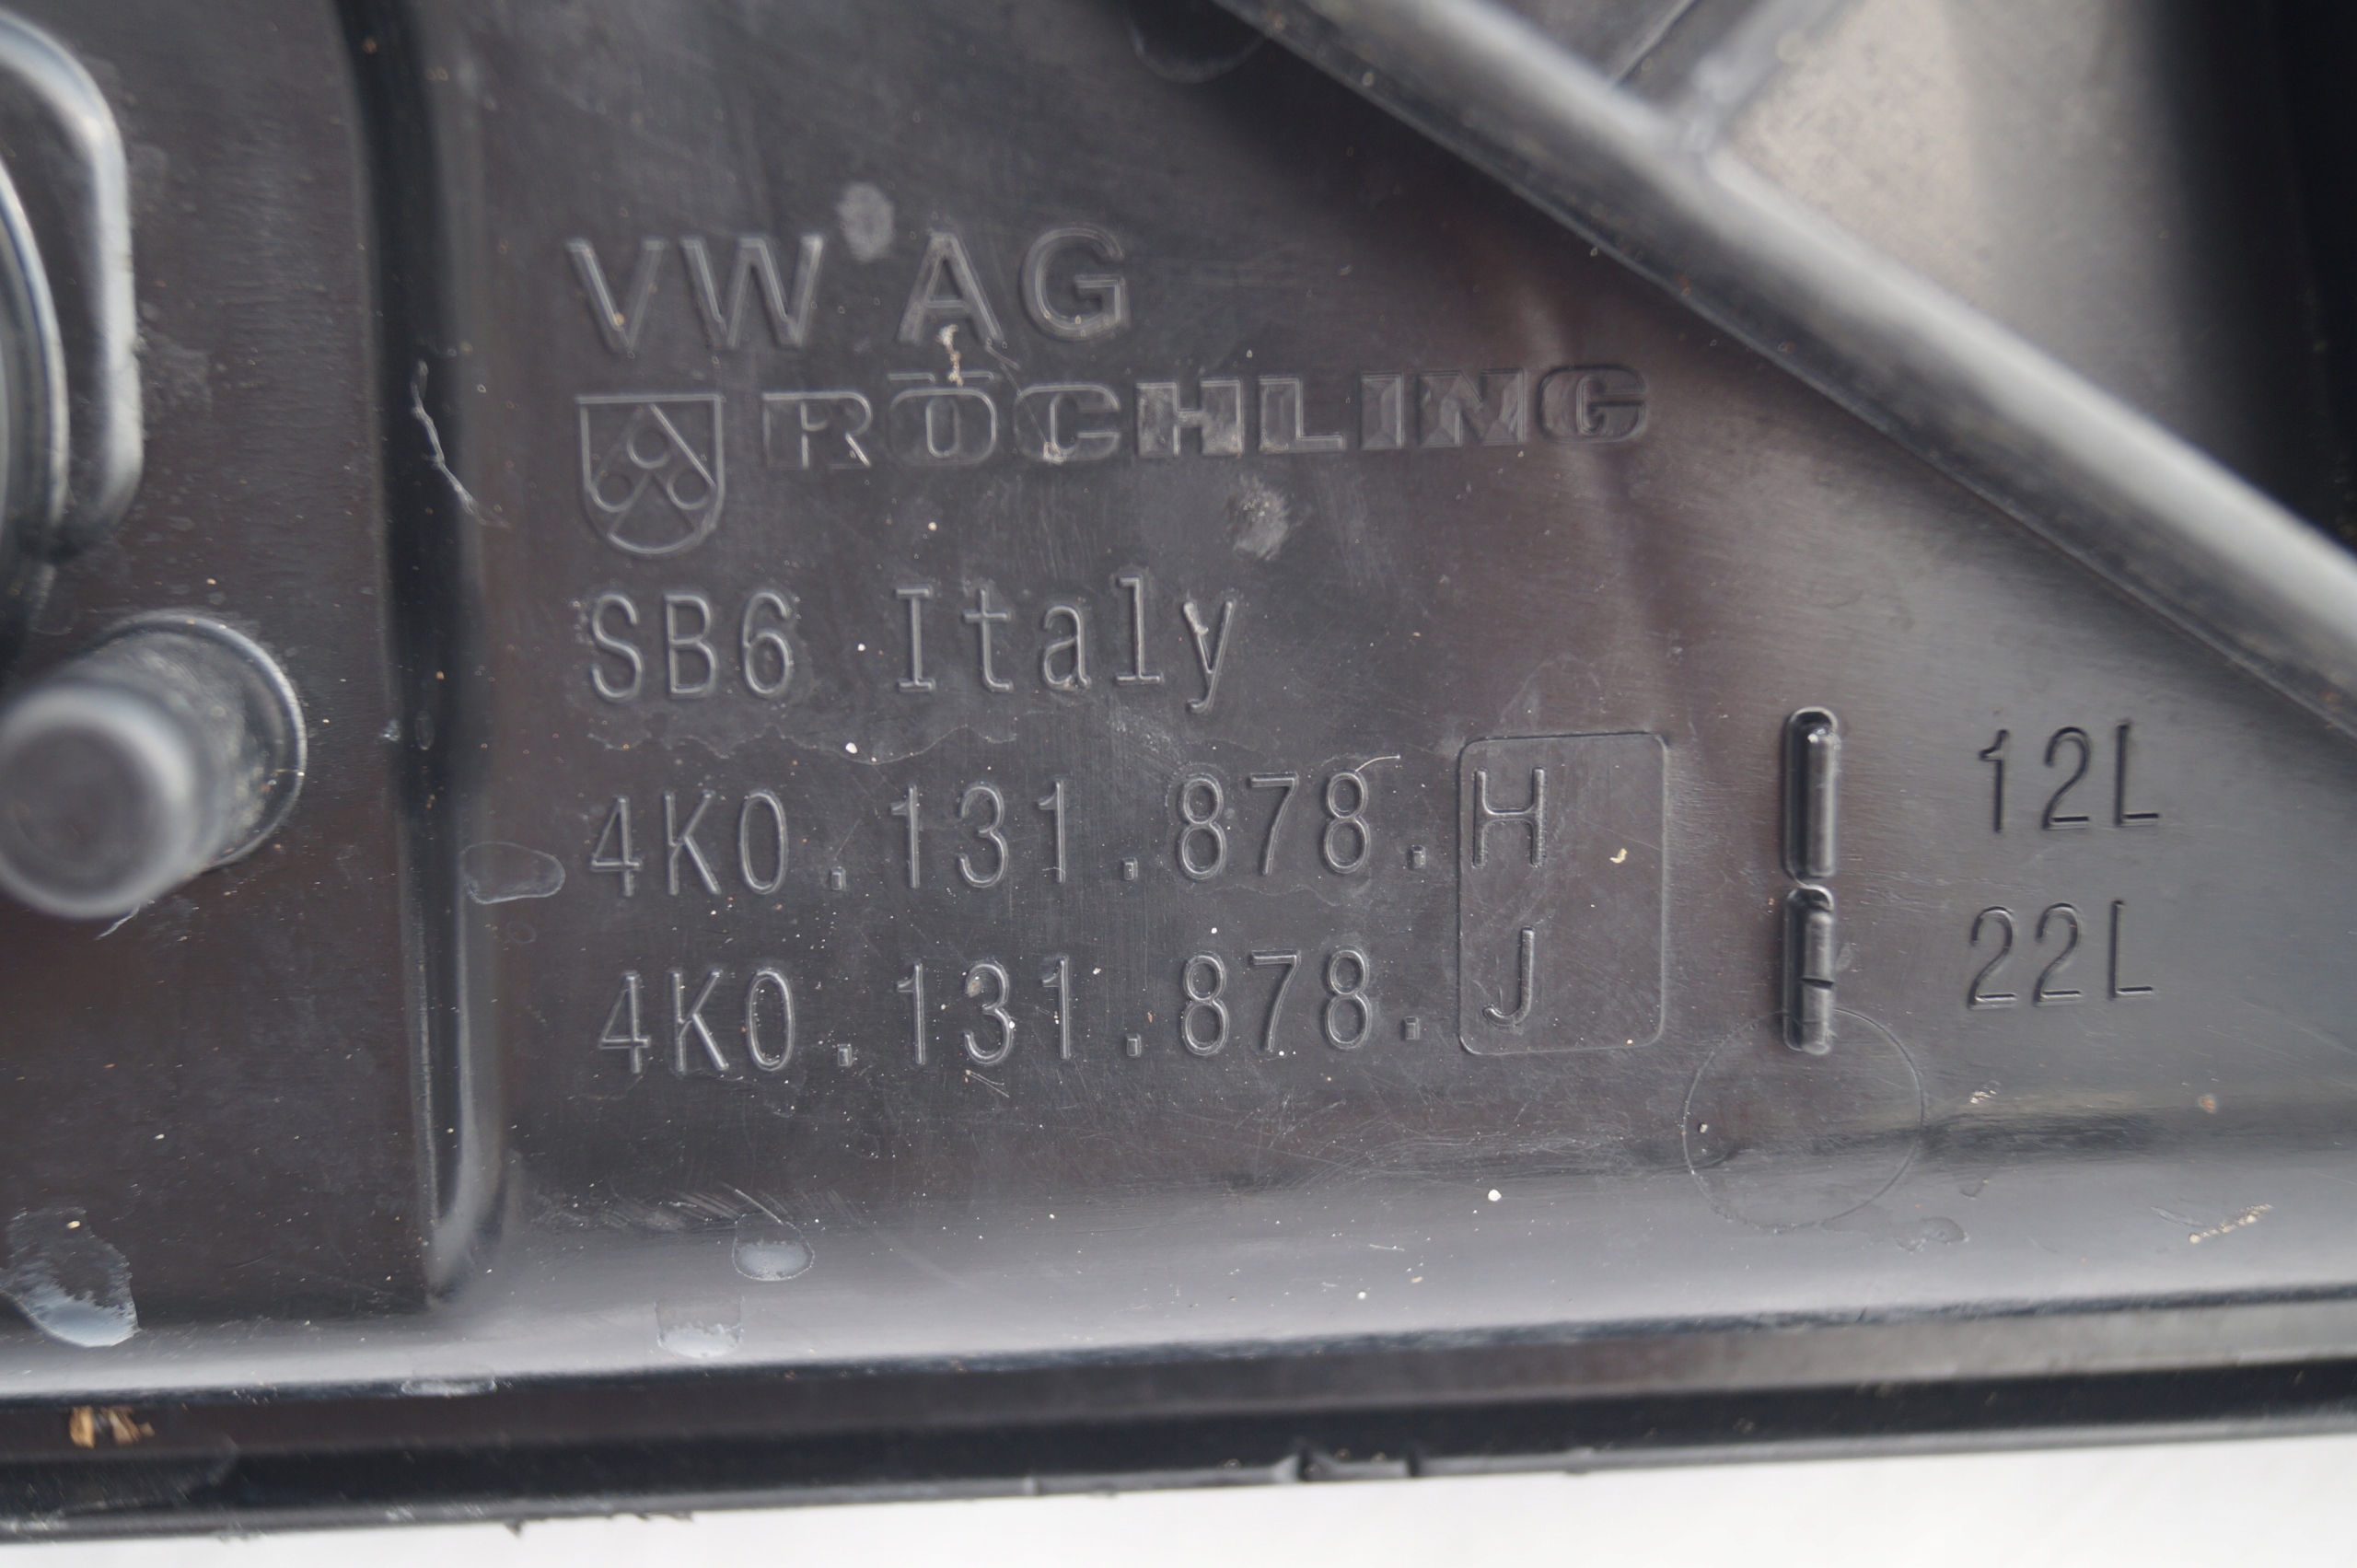 VW AG
RÖCHLING
SB6 Italy
4K0.131.878.H 12L
4K0.131.878.J 22L